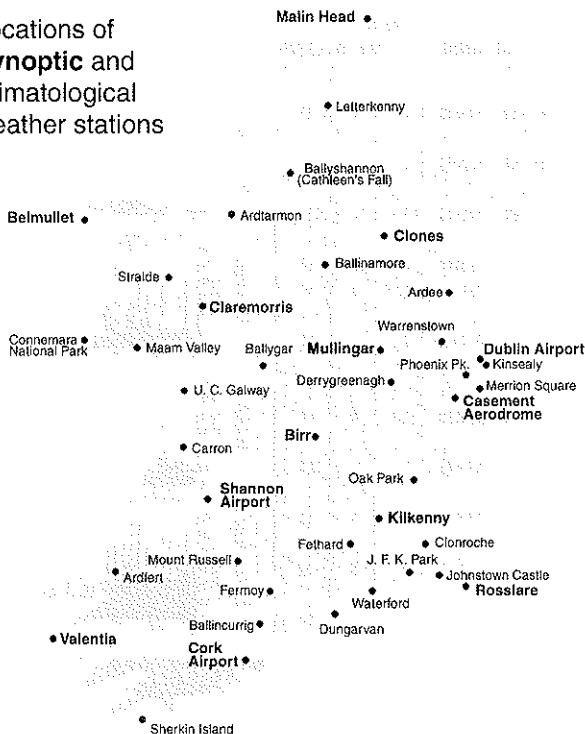 ocations of
ynoptic and
imatological
eather stations
Malin Head
Letterkenny
Ballyshannon
(Cathleen's Fall)
Belmullet
Ardtarmon
Clones
Ballinamore
Straide
Ardee
Claremorris
Warrenstown
Connemara
National Park
Maam Valley
Ballygar
Mullingar
Dublin Airport
Phoenix Pk.
Kinsealy
Derrygreenagh
Merrion Square
U. C. Galway
Casement
Aerodrome
Birr
Carron
Oak Park
Shannon
Airport
Kilkenny
Fethard
Clonroche
Mount Russell
J. F. K. Park
Ardfert
Johnstown Castle
Rosslare
Fermoy
Waterford
Ballincurrig
Dungarvan
Valentia
Cork
Airport
Sherkin Island